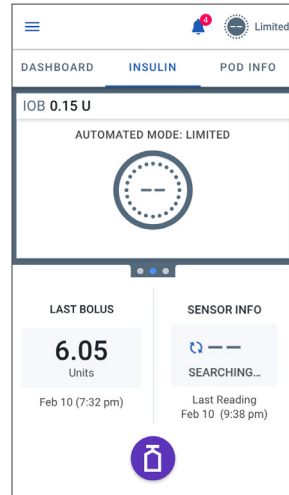 4
Limited
DASHBOARD INSULIN POD INFO
IOB 0.15 U
AUTOMATED MODE: LIMITED
LAST BOLUS
6.05
Units
Feb 10 (7:32 pm)
SENSOR INFO
SEARCHING...
Last Reading
Feb 10 (9:38 pm)